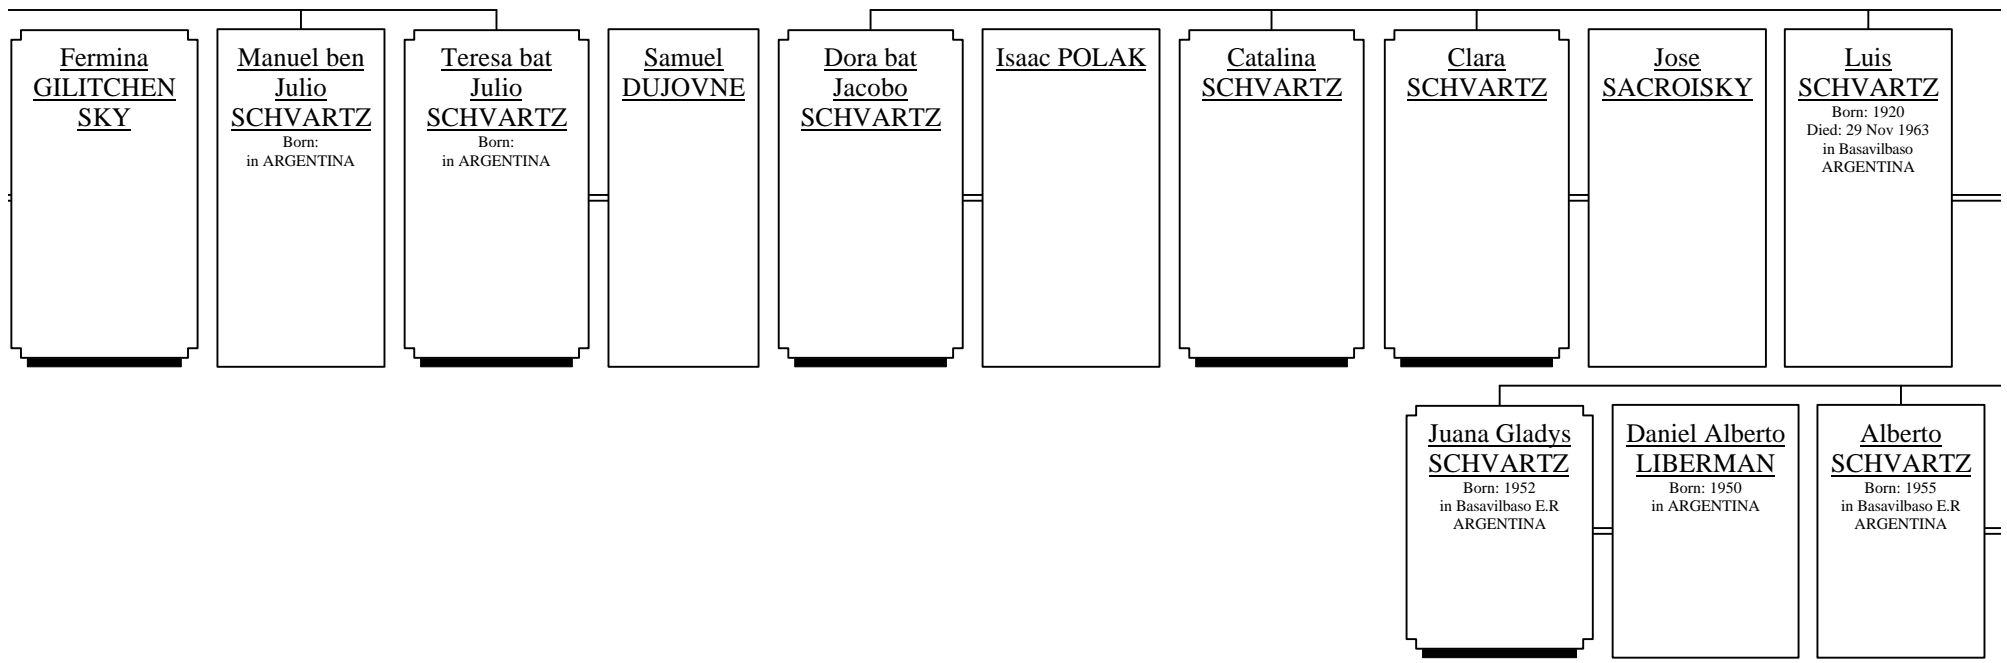 Fermina
GILITCHEN
SKY
Manuel ben
Julio
SCHVARTZ
Born:
in ARGENTINA
Teresa bat
Julio
SCHVARTZ
Born:
in ARGENTINA
Samuel
DUJOVNE
Dora bat
Jacobo
SCHVARTZ
Isaac POLAK
Catalina
SCHVARTZ
Clara
SCHVARTZ
Jose
SACROISKY
Luis
SCHVARTZ
Born: 1920
Died: 29 Nov 1963
in Basavilbaso
ARGENTINA
Juana Gladys
SCHVARTZ
Born: 1952
in Basavilbaso E.R
ARGENTINA
Daniel Alberto
LIBERMAN
Born: 1950
in ARGENTINA
Alberto
SCHVARTZ
Born: 1955
in Basavilbaso E.R
ARGENTINA